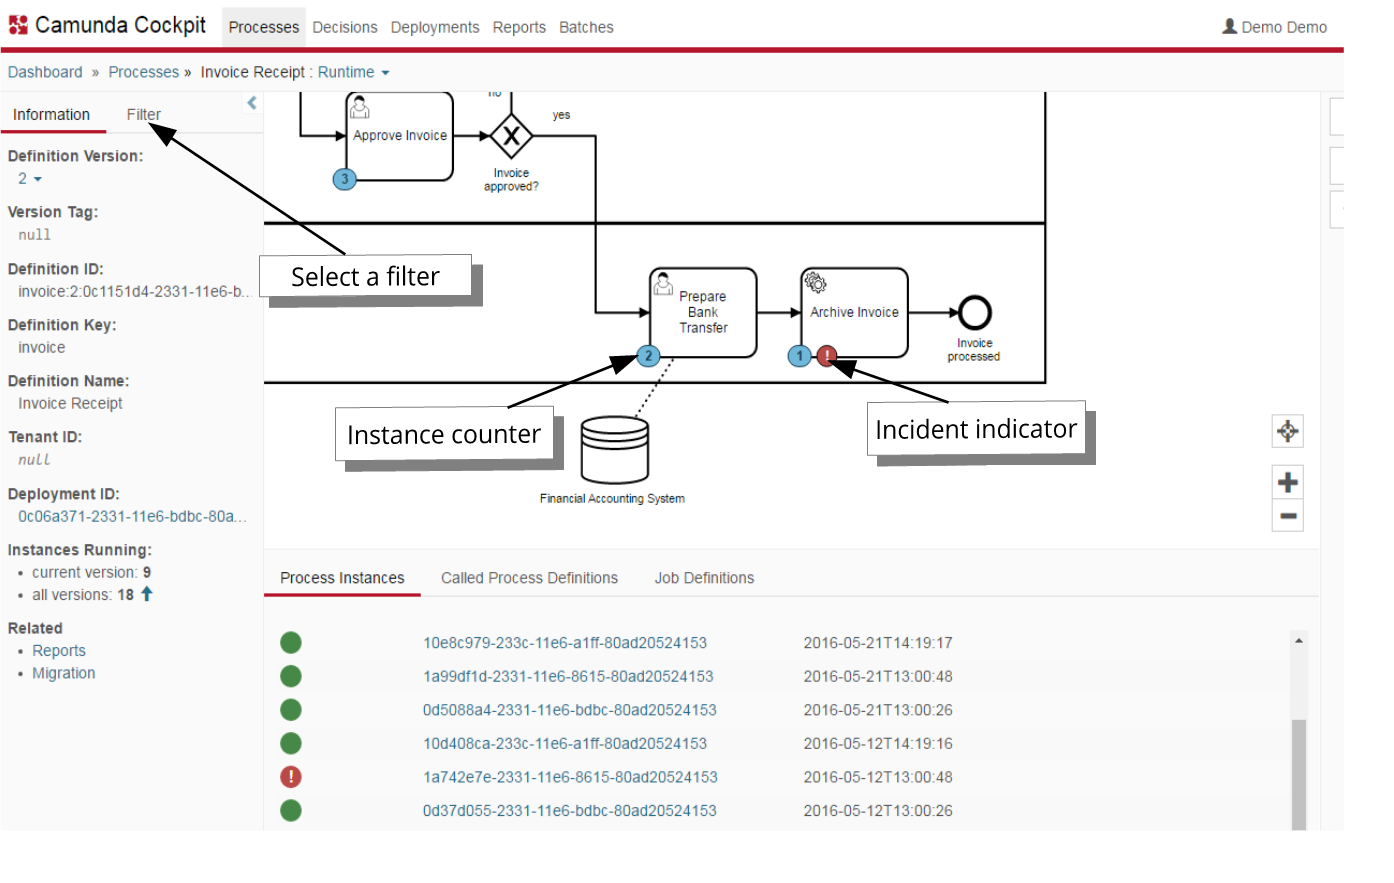 Camunda Cockpit Processes Decisions Deployments Reports Batches Demo Demo
Dashboard » Processes » Invoice Receipt : Runtime
Information Filter
Definition Version:
2
Version Tag:
null
Definition ID:
invoice:2:0c1151d4-2331-11e6-b...
Definition Key:
invoice
Definition Name:
Invoice Receipt
Tenant ID:
null
Deployment ID:
0c06a371-2331-11e6-bdbc-80a...
Instances Running:
• current version: 9
• all versions: 18
Related
• Reports
• Migration
no
yes
Approve Invoice
X
3
Invoice
approved?
Select a filter
Prepare
Bank
Transfer
2
Archive Invoice
1 !
Invoice
processed
Instance counter
Incident indicator
Financial Accounting System
Process Instances Called Process Definitions Job Definitions
10e8c979-233c-11e6-a1ff-80ad20524153 2016-05-21T14:19:17
1a99df1d-2331-11e6-8615-80ad20524153 2016-05-21T13:00:48
0d5088a4-2331-11e6-bdbc-80ad20524153 2016-05-21T13:00:26
10d408ca-233c-11e6-a1ff-80ad20524153 2016-05-12T14:19:16
! 1a742e7e-2331-11e6-8615-80ad20524153 2016-05-12T13:00:48
0d37d055-2331-11e6-bdbc-80ad20524153 2016-05-12T13:00:26